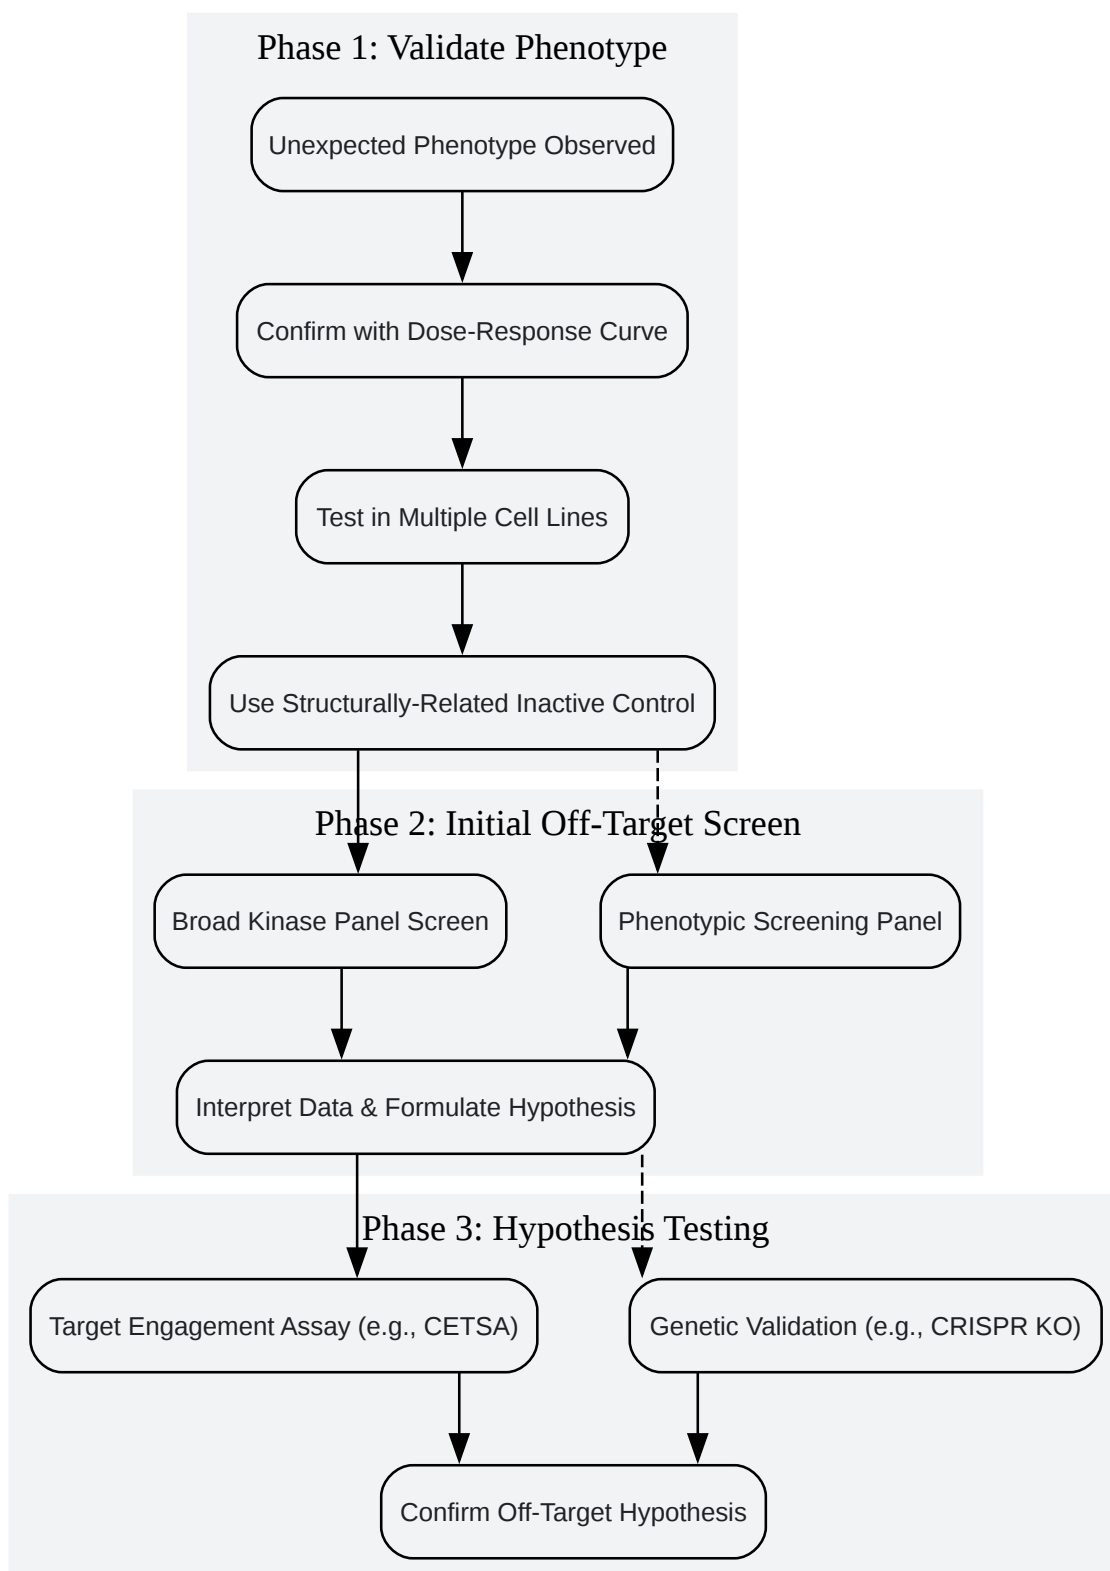 Phase 1: Validate Phenotype
Unexpected Phenotype Observed
Confirm with Dose-Response Curve
Test in Multiple Cell Lines
Use Structurally-Related Inactive Control
Phase 2: Initial Off-Target Screen
Broad Kinase Panel Screen
Phenotypic Screening Panel
Interpret Data & Formulate Hypothesis
Phase 3: Hypothesis Testing
Target Engagement Assay (e.g., CETSA)
Genetic Validation (e.g., CRISPR KO)
Confirm Off-Target Hypothesis